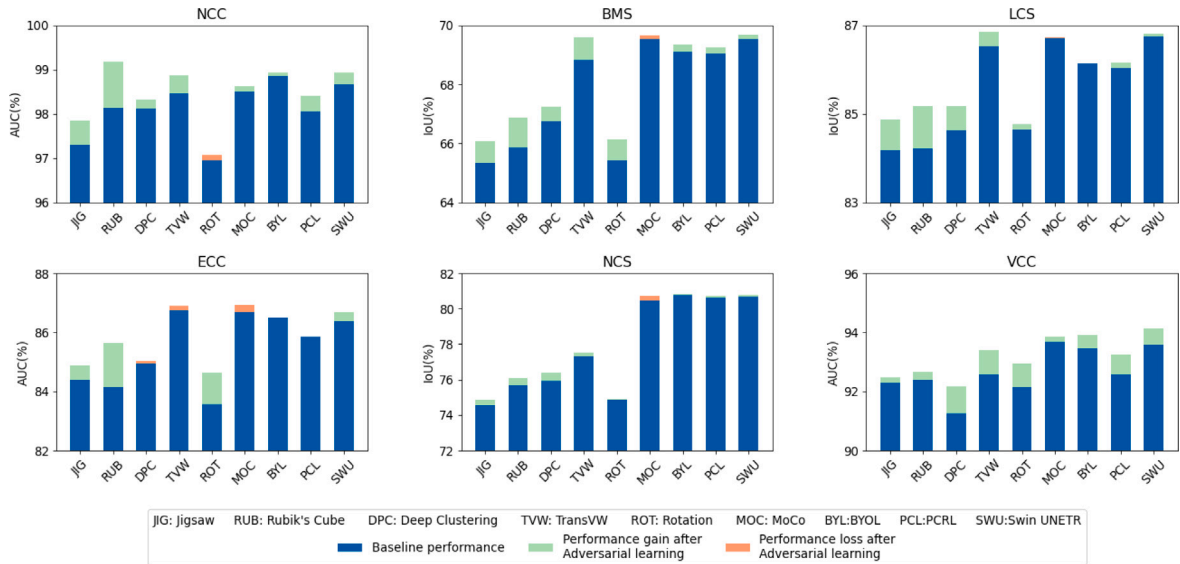 NCC
BMS
LCS
100
99
98
97
96
AUC(%)
JIG RUB DPC TVW ROT MOC BYL PCL SWU
70
68
66
64
IoU(%)
JIG RUB DPC TVW ROT MOC BYL PCL SWU
87
85
83
IoU(%)
JIG RUB DPC TVW ROT MOC BYL PCL SWU
ECC
NCS
VCC
88
86
84
82
AUC(%)
JIG RUB DPC TVW ROT MOC BYL PCL SWU
82
80
78
76
74
72
IoU(%)
JIG RUB DPC TVW ROT MOC BYL PCL SWU
96
94
92
90
AUC(%)
JIG RUB DPC TVW ROT MOC BYL PCL SWU
JIG: Jigsaw RUB: Rubik's Cube DPC: Deep Clustering TVW: TransVW ROT: Rotation MOC: MoCo BYL:BYOL PCL:PCRL SWU:Swin UNETR
Baseline performance
Performance gain after
Adversarial learning
Performance loss after
Adversarial learning